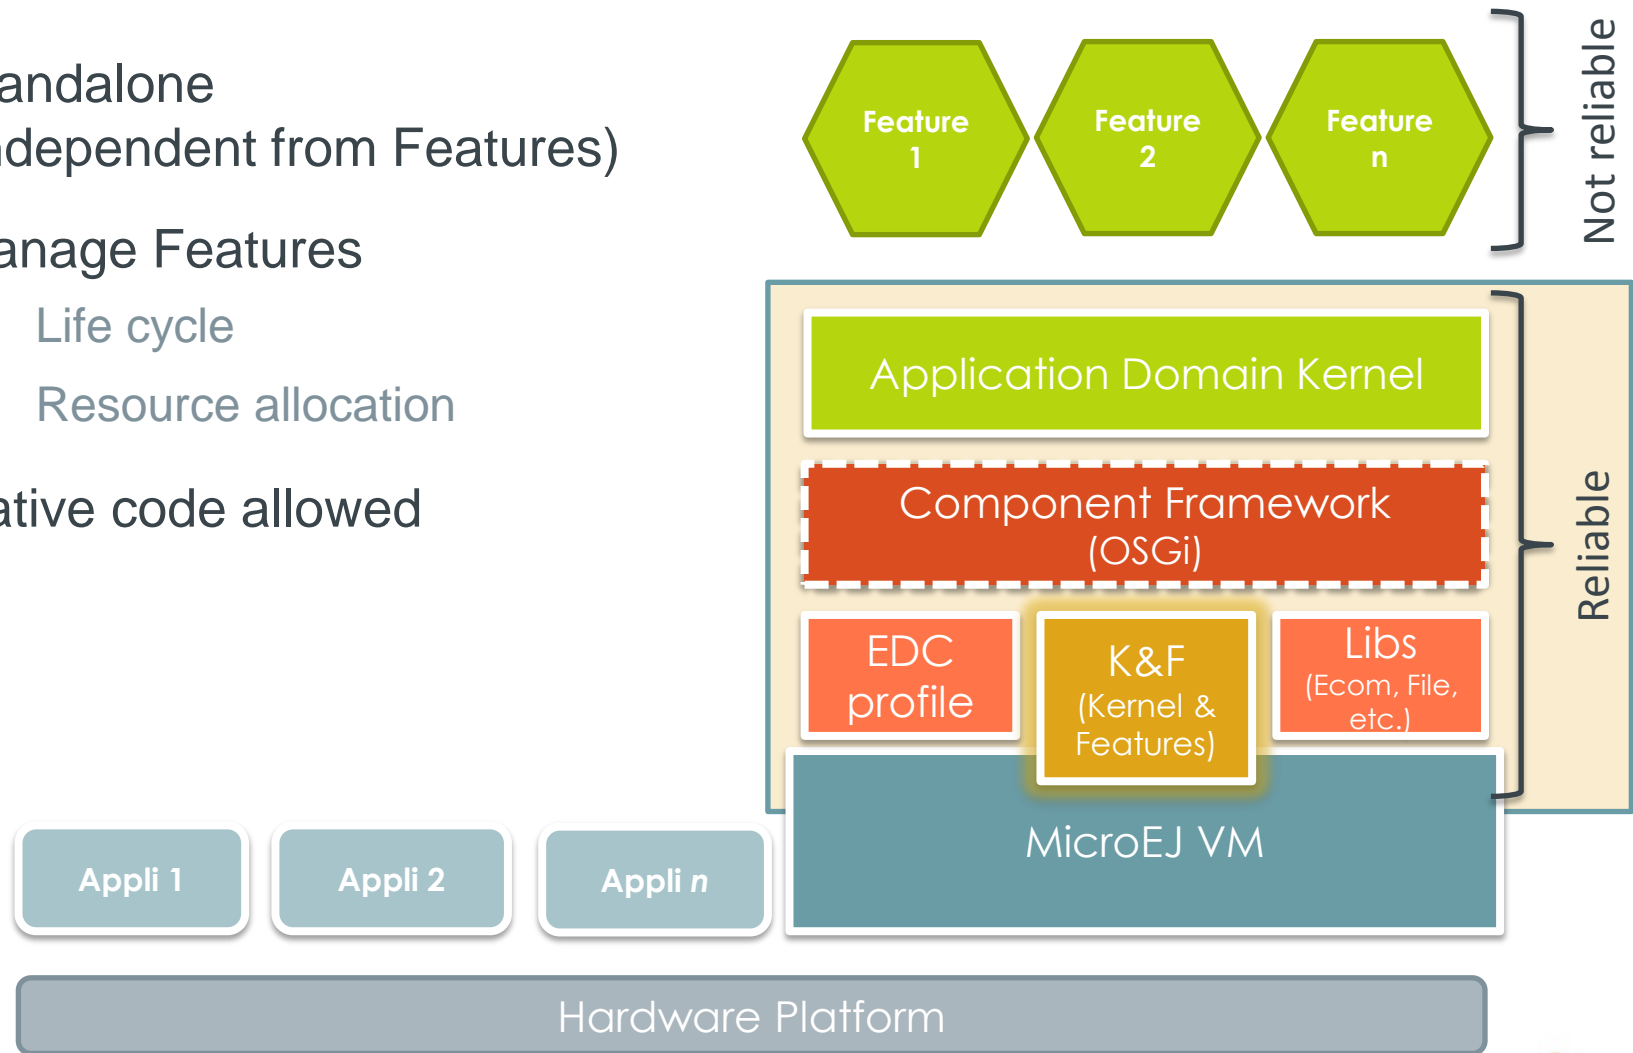 andalone
ndependent from Features)
anage Features
Life cycle
Resource allocation
ative code allowed
Feature
1
Feature
2
Feature
n
Not reliable
Application Domain Kernel
Component Framework
(OSGi)
EDC
profile
K&F
(Kernel &
Features)
Libs
(Ecom, File,
etc.)
Reliable
MicroEJ VM
Appli 1
Appli 2
Appli n
Hardware Platform